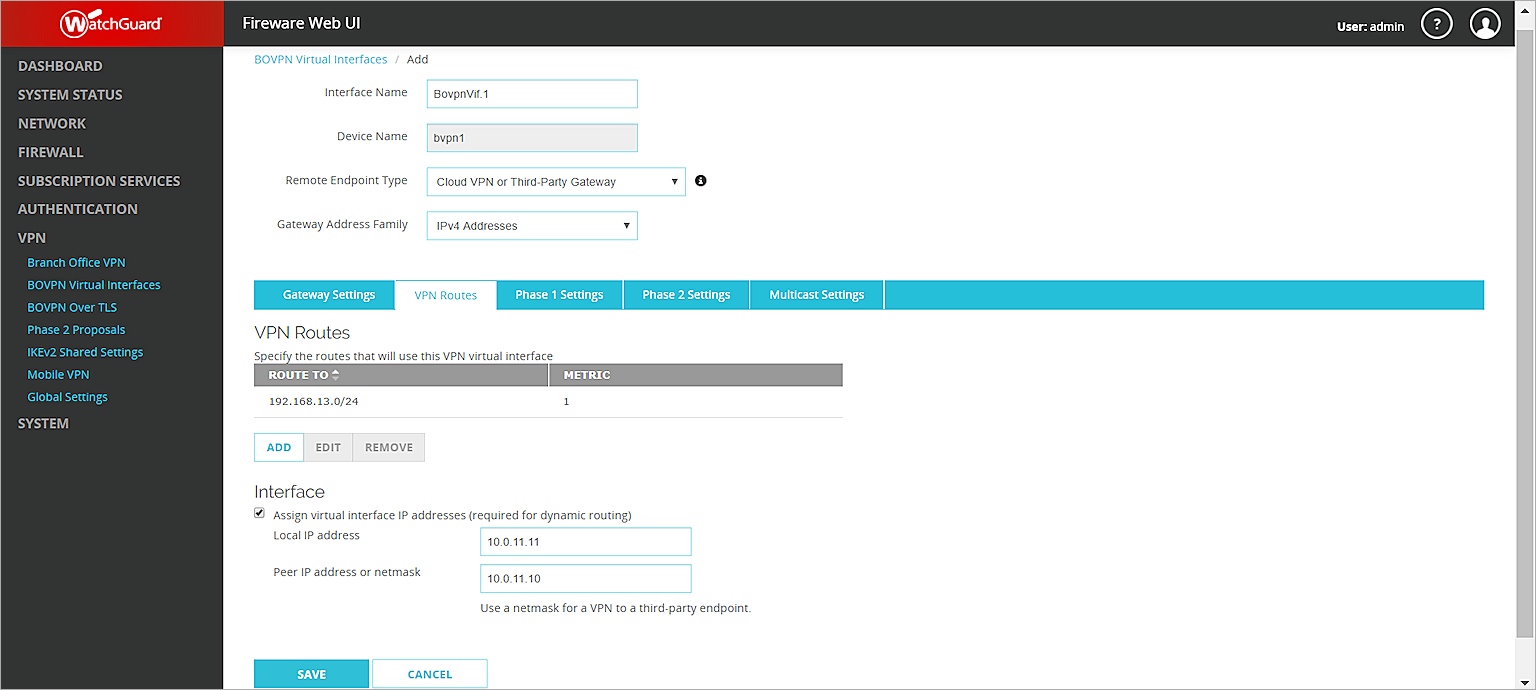 WatchGuard
Fireware Web UI
User: admin
?
DASHBOARD
SYSTEM STATUS
NETWORK
FIREWALL
SUBSCRIPTION SERVICES
AUTHENTICATION
VPN
Branch Office VPN
BOVPN Virtual Interfaces
BOVPN Over TLS
Phase 2 Proposals
IKEv2 Shared Settings
Mobile VPN
Global Settings
SYSTEM
BOVPN Virtual Interfaces / Add
Interface Name BovpnVif.1
Device Name bvpn1
Remote Endpoint Type Cloud VPN or Third-Party Gateway
Gateway Address Family IPv4 Addresses
Gateway Settings VPN Routes Phase 1 Settings Phase 2 Settings Multicast Settings
VPN Routes
Specify the routes that will use this VPN virtual interface
ROUTE TO METRIC
192.168.13.0/24 1
ADD EDIT REMOVE
Interface
Assign virtual interface IP addresses (required for dynamic routing)
Local IP address 10.0.11.11
Peer IP address or netmask 10.0.11.10
Use a netmask for a VPN to a third-party endpoint.
SAVE CANCEL